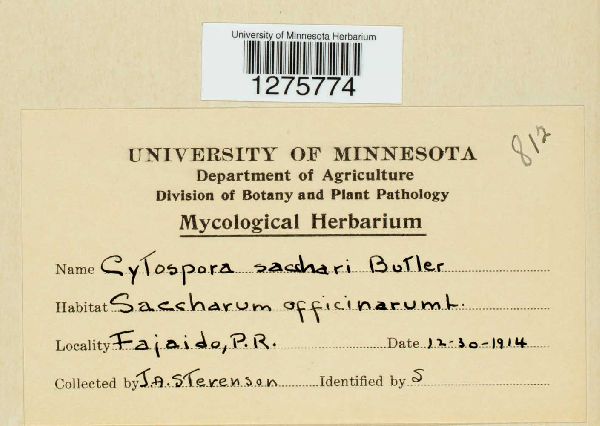 University of Minnesota Herbarium
1275774
812
UNIVERSITY OF MINNESOTA
Department of Agriculture
Division of Botany and Plant Pathology
Mycological Herbarium
Name Cytospora sacchari Butler
Habitat Saccharum officinarum L.
Locality Fajaido, P.R. Date 12-30-1914
Collected by J.A. Stevenson Identified by S